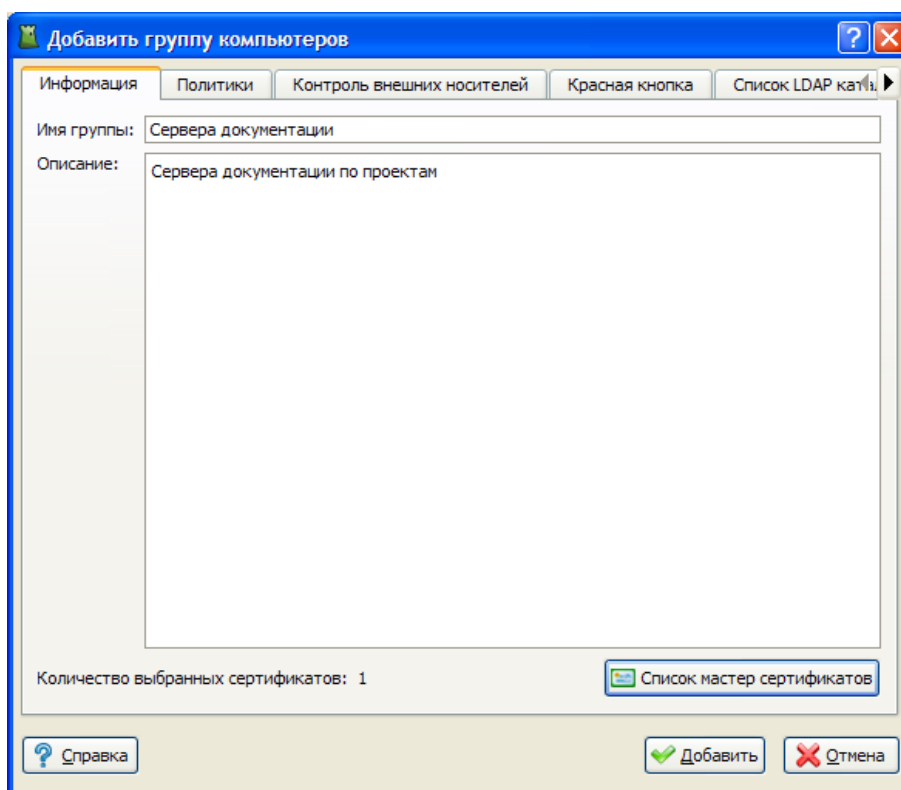 Добавить группу компьютеров
Информация Политики Контроль внешних носителей Красная кнопка Список LDAP
Имя группы: Сервера документации
Описание: Сервера документации по проектам
Количество выбранных сертификатов: 1 Список мастер сертификатов
Справка Добавить Отмена